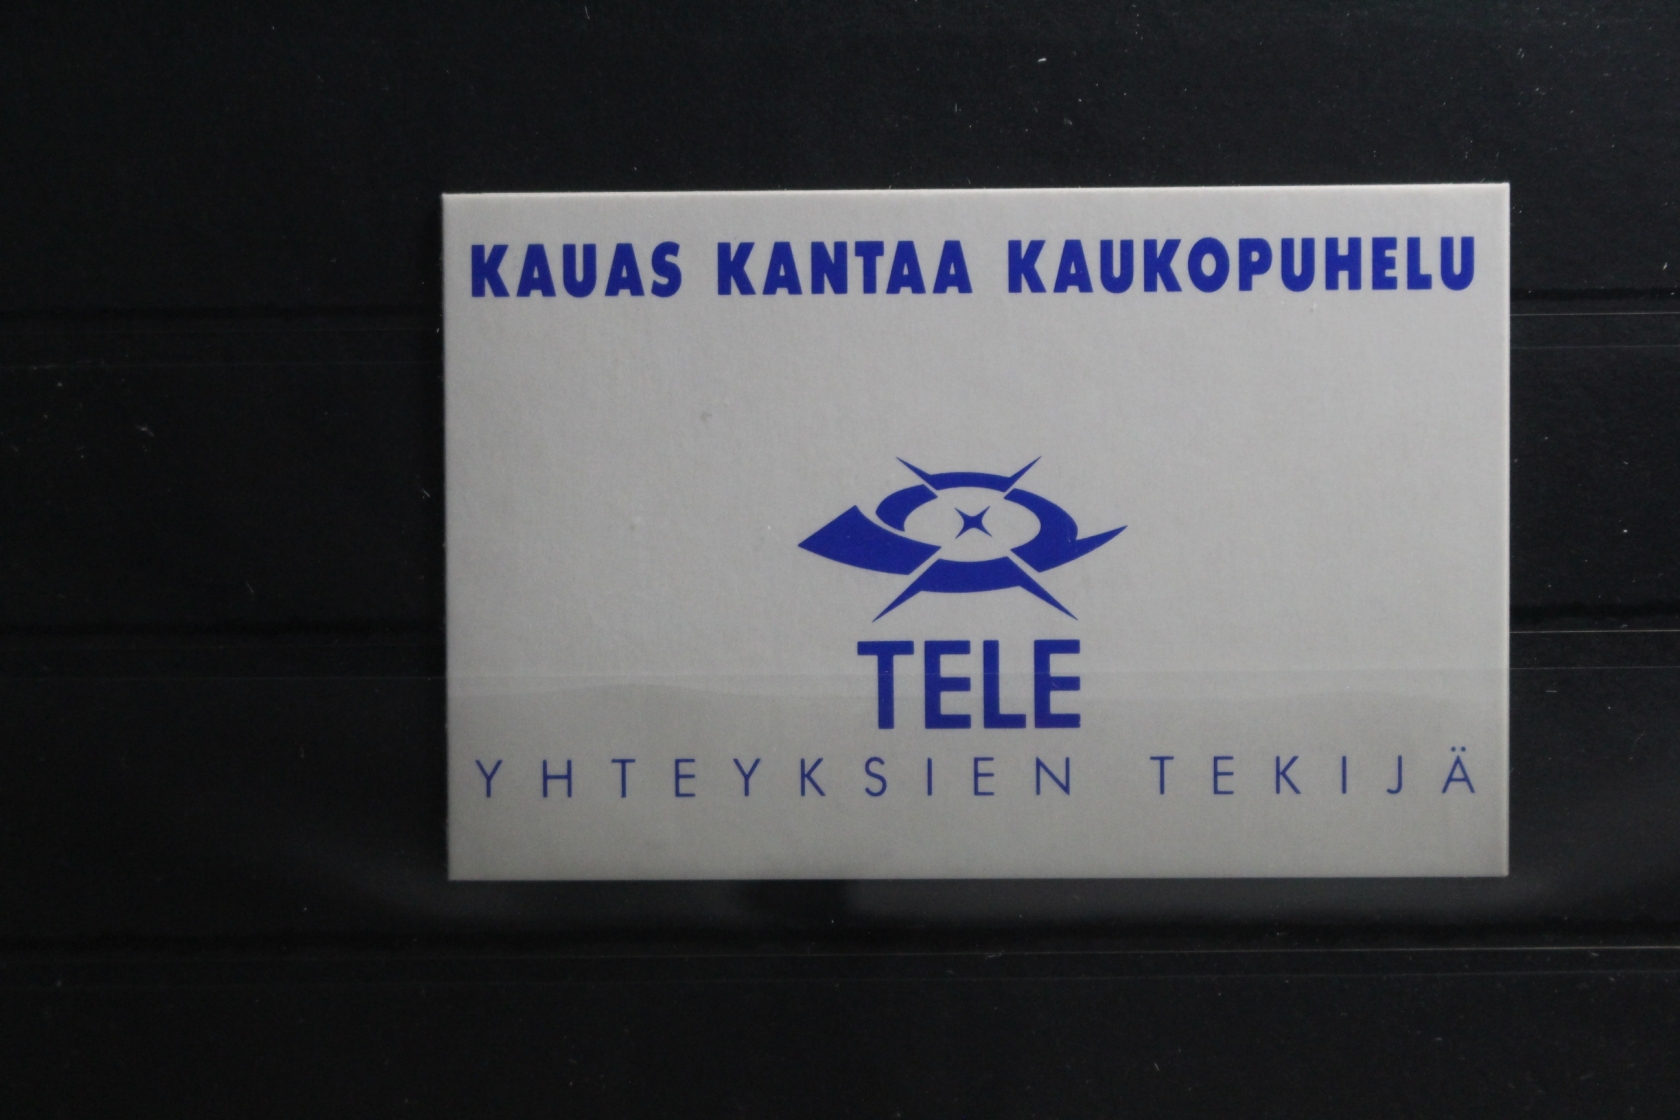 KAUAS KANTAA KAUKOPUHELU
TELE
YHTEYKSIEN TEKIJÄ